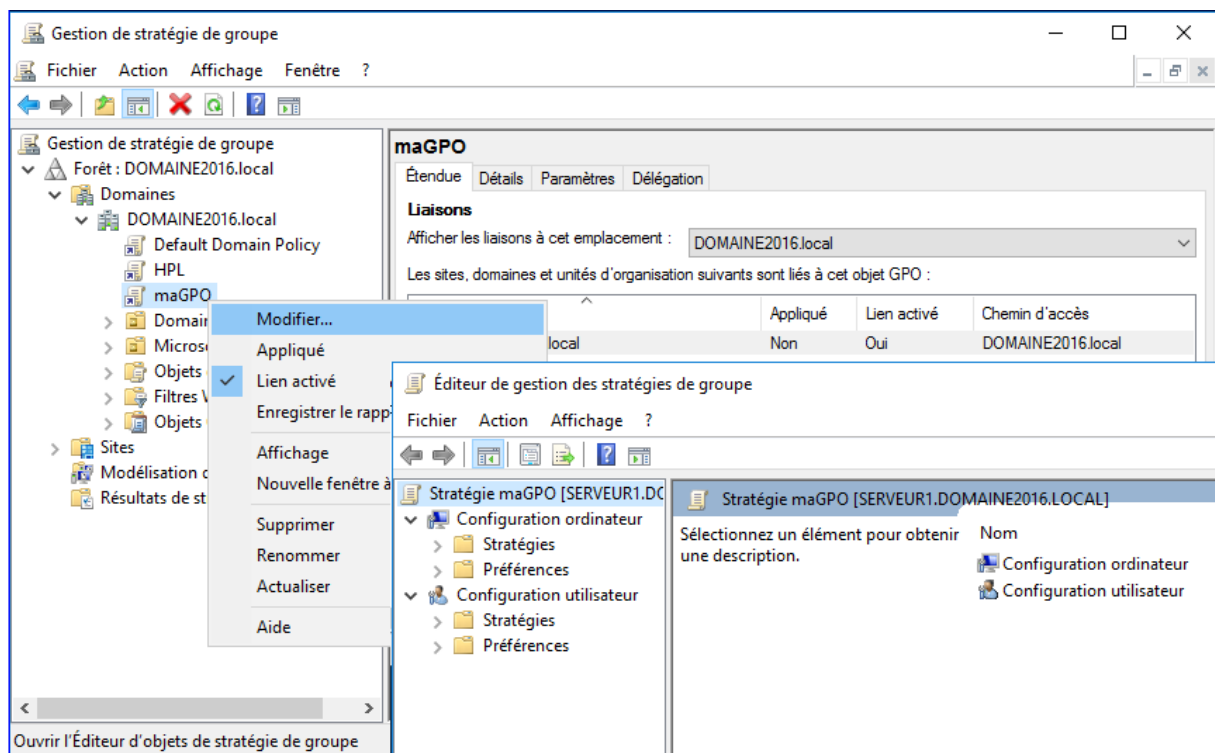 Gestion de stratégie de groupe
Fichier Action Affichage Fenêtre ?
Gestion de stratégie de groupe
Forêt : DOMAINE2016.local
Domaines
DOMAINE2016.local
Default Domain Policy
HPL
maGPO
Domain
Micros
Objets
Filtres
Objets
Sites
Modélisation
Résultats de st
Modifier...
Appliqué
Lien activé
Enregistrer le rapp
Affichage
Nouvelle fenêtre à
Supprimer
Renommer
Actualiser
Aide
maGPO
Étendue Détails Paramètres Délégation
Liaisons
Afficher les liaisons à cet emplacement : DOMAINE2016.local
Les sites, domaines et unités d'organisation suivants sont liés à cet objet GPO :
Appliqué Lien activé Chemin d'accès
local Non Oui DOMAINE2016.local
Éditeur de gestion des stratégies de groupe
Fichier Action Affichage ?
Stratégie maGPO [SERVEUR1.DO
Configuration ordinateur
Stratégies
Préférences
Configuration utilisateur
Stratégies
Préférences
Stratégie maGPO [SERVEUR1.DOMAINE2016.LOCAL]
Sélectionnez un élément pour obtenir
une description.
Nom
Configuration ordinateur
Configuration utilisateur
Ouvrir l'Éditeur d'objets de stratégie de groupe